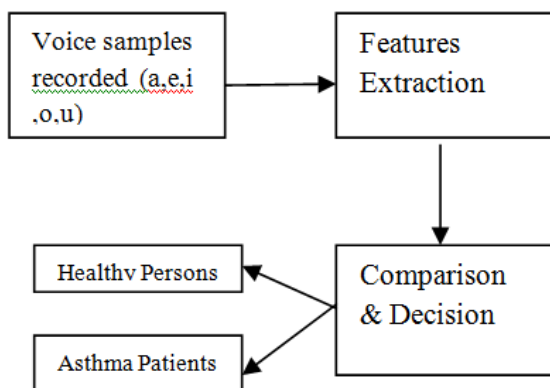 Voice samples
recorded (a,e,i
,o,u)
Features
Extraction
Comparison
& Decision
Healthy Persons
Asthma Patients